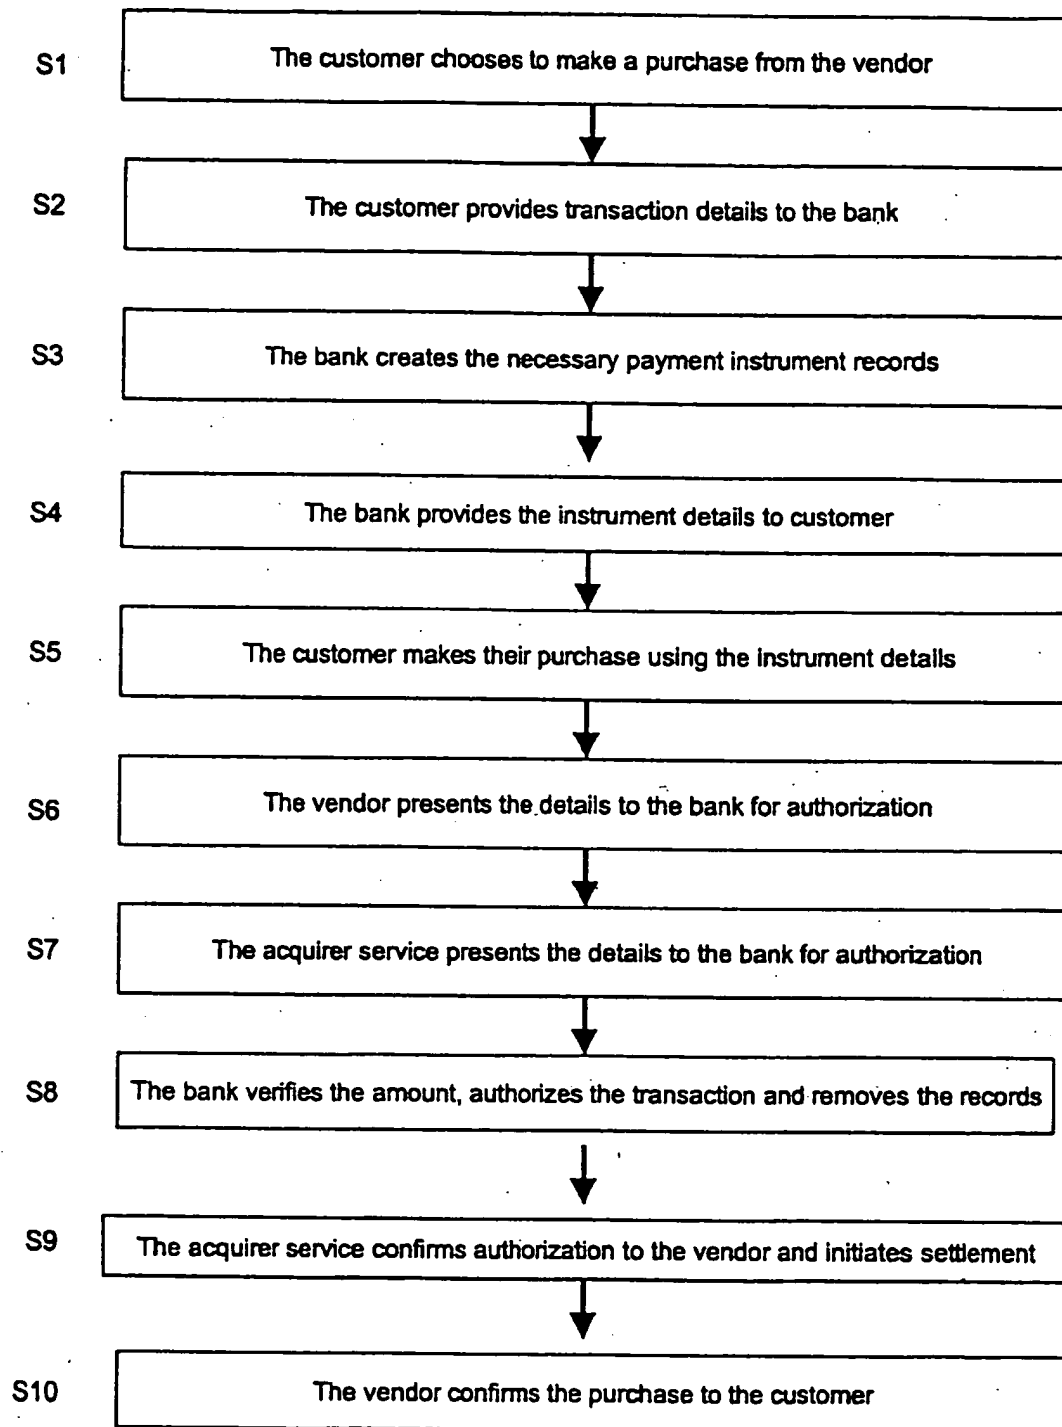 S1 The customer chooses to make a purchase from the vendor
S2 The customer provides transaction details to the bank
S3 The bank creates the necessary payment instrument records
S4 The bank provides the instrument details to customer
S5 The customer makes their purchase using the instrument details
S6 The vendor presents the details to the bank for authorization
S7 The acquirer service presents the details to the bank for authorization
S8 The bank verifies the amount, authorizes the transaction and removes the records
S9 The acquirer service confirms authorization to the vendor and initiates settlement
S10 The vendor confirms the purchase to the customer